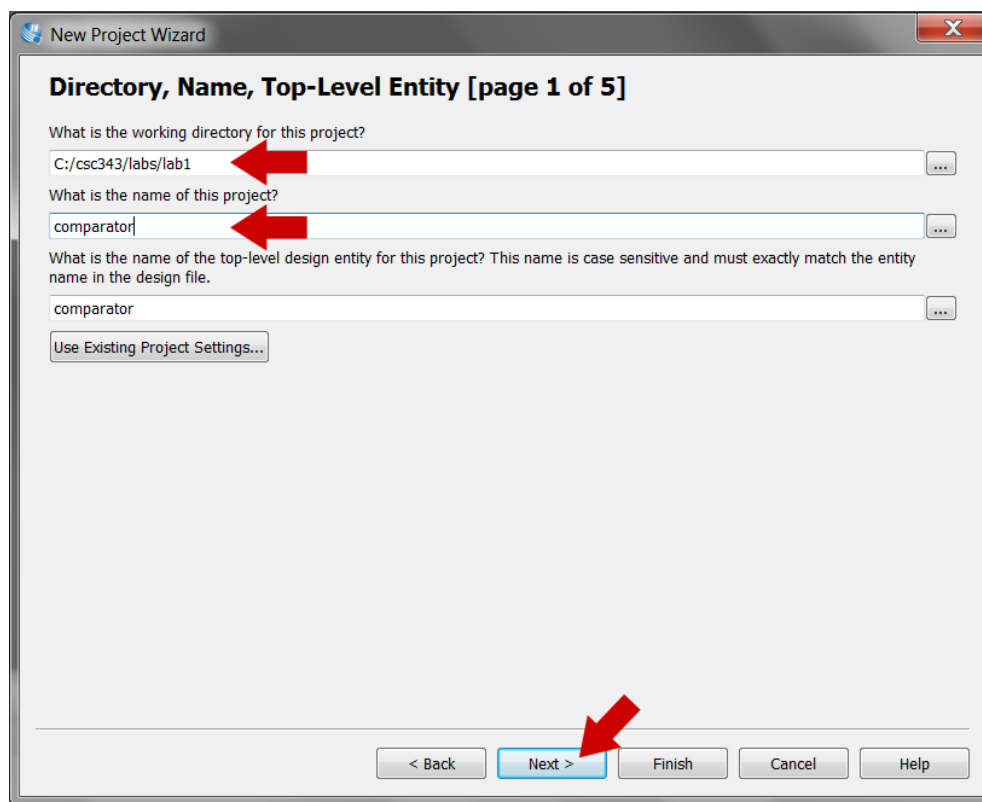 New Project Wizard
X
Directory, Name, Top-Level Entity [page 1 of 5]
What is the working directory for this project?
C:/csc343/labs/lab1
...
What is the name of this project?
comparator
...
What is the name of the top-level design entity for this project? This name is case sensitive and must exactly match the entity
name in the design file.
comparator
...
Use Existing Project Settings...
< Back Next > Finish Cancel Help